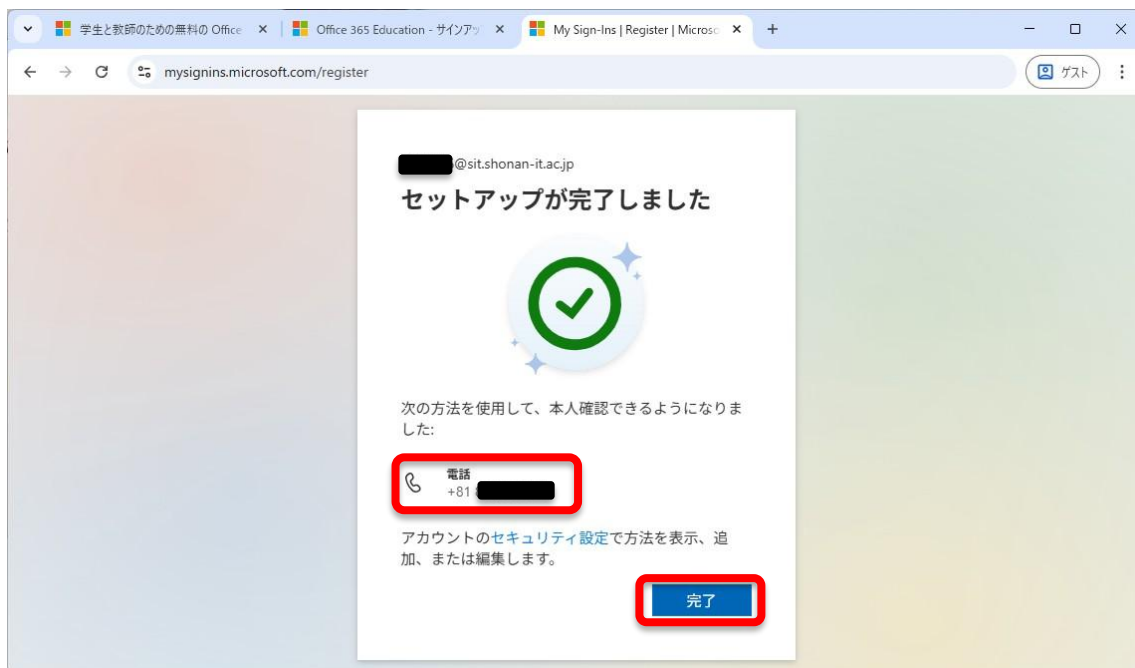 学生と教師のための無料の Office
Office 365 Education - サインアッ
My Sign-Ins | Register | Microso
mysignins.microsoft.com/register
ゲスト
@sit.shonan-it.ac.jp
セットアップが完了しました
次の方法を使用して、本人確認できるようになりま
した:
電話
+81
アカウントのセキュリティ設定で方法を表示、追
加、または編集します。
完了